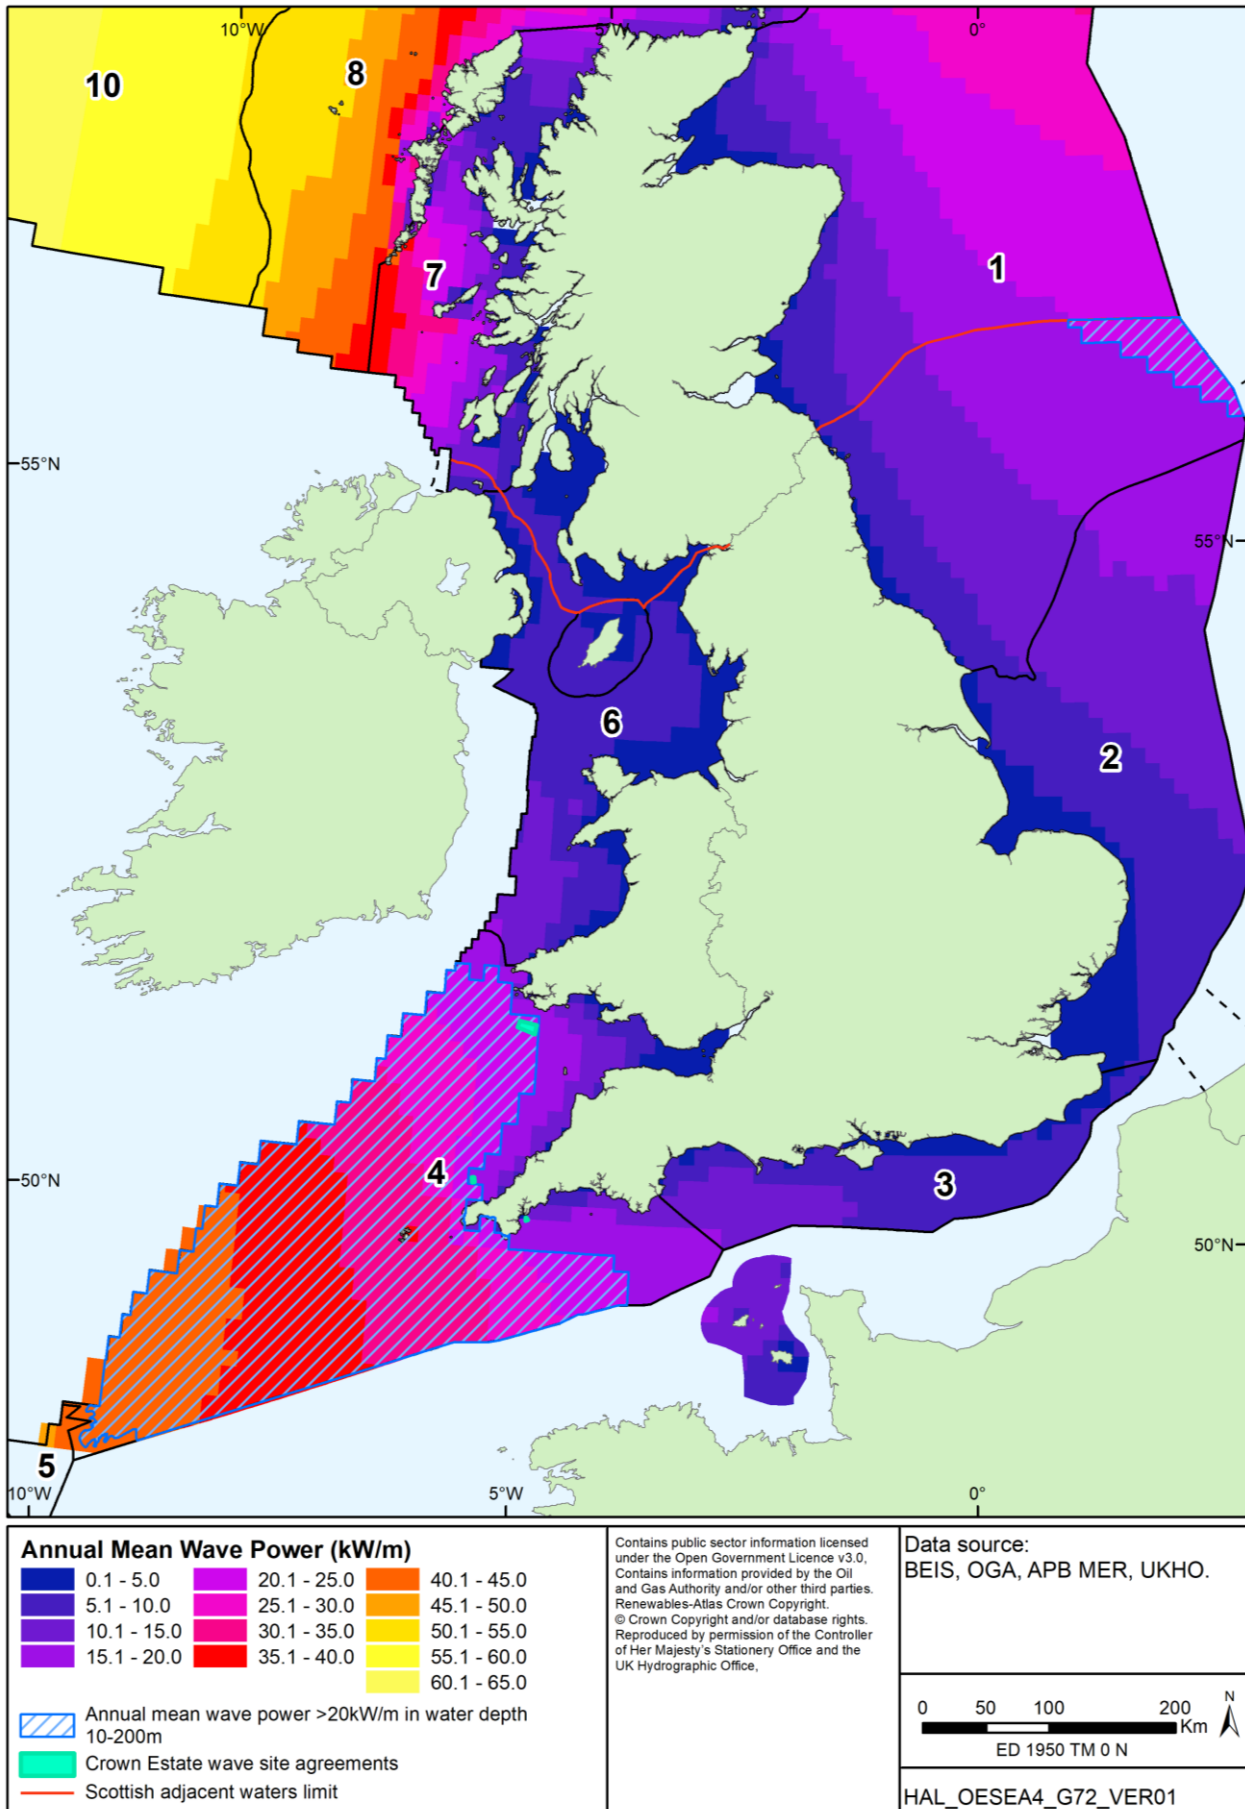 10°W
5°W
0°
10
8
7
1
55°N
55°N
6
2
4
3
50°N
50°N
5
10°W
5°W
0°
Annual Mean Wave Power (kW/m)
0.1 - 5.0
5.1 - 10.0
10.1 - 15.0
15.1 - 20.0
20.1 - 25.0
25.1 - 30.0
30.1 - 35.0
35.1 - 40.0
40.1 - 45.0
45.1 - 50.0
50.1 - 55.0
55.1 - 60.0
60.1 - 65.0
Annual mean wave power >20kW/m in water depth
10-200m
Crown Estate wave site agreements
Scottish adjacent waters limit
Contains public sector information licensed
under the Open Government Licence v3.0,
Contains information provided by the Oil
and Gas Authority and/or other third parties.
Renewables-Atlas Crown Copyright.
© Crown Copyright and/or database rights.
Reproduced by permission of the Controller
of Her Majesty's Stationery Office and the
UK Hydrographic Office,
Data source:
BEIS, OGA, APB MER, UKHO.
0 50 100 200
Km
N
ED 1950 TM 0 N
HAL_OESEA4_G72_VER01